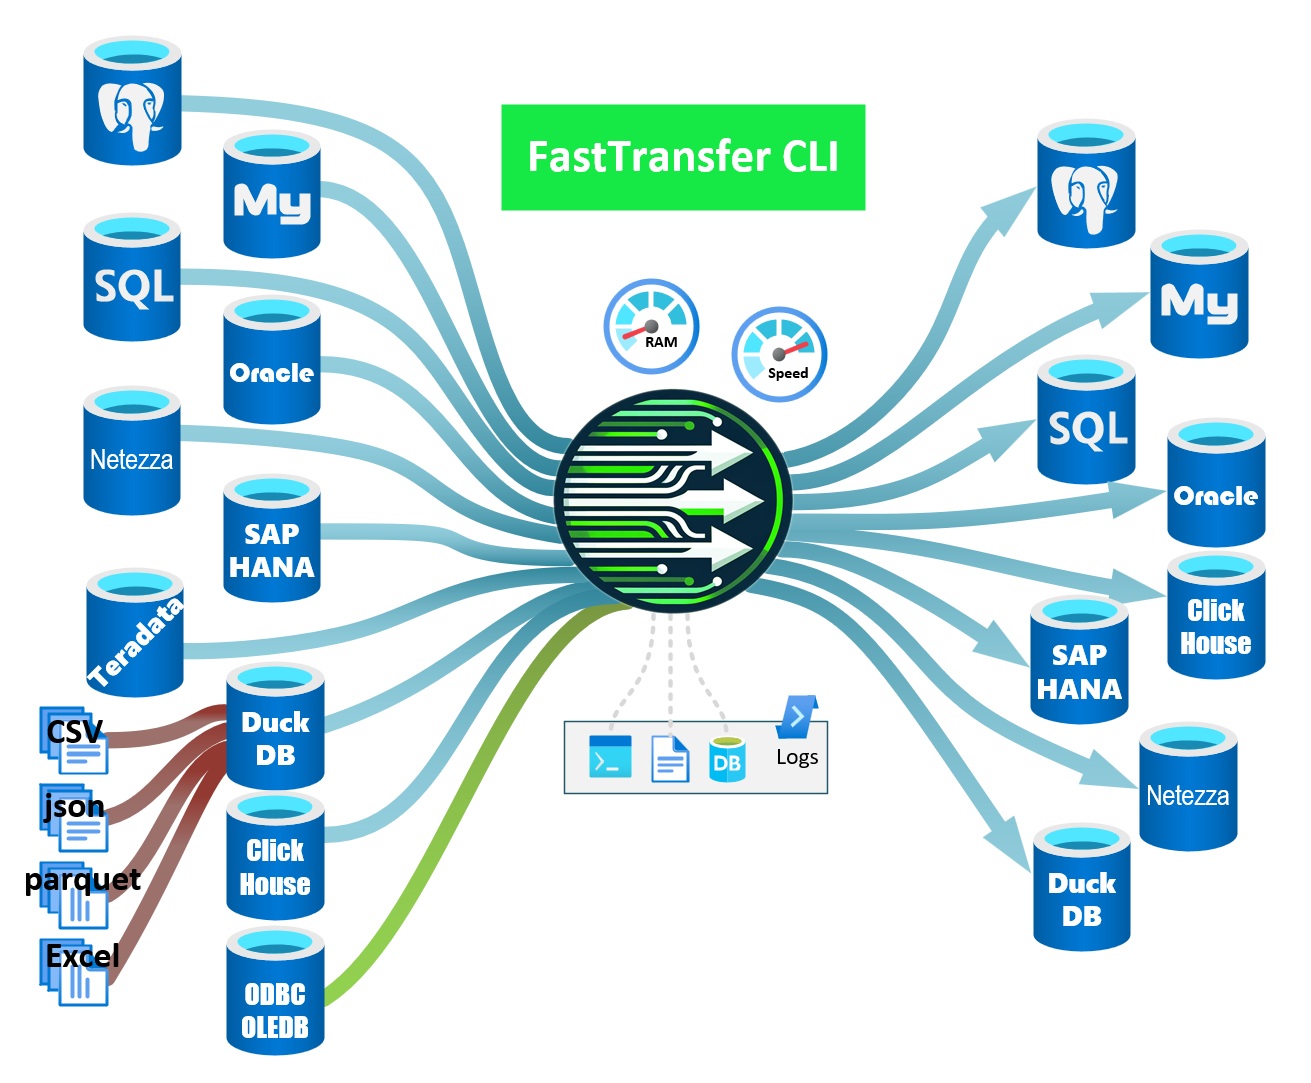 FastTransfer CLI
My
SQL
Oracle
Netezza
SAP
HANA
Teradata
Duck
DB
CSV
json
parquet
Excel
Click
House
ODBC
OLEDB
RAM
Speed
DB
Logs
My
SQL
Oracle
Click
House
SAP
HANA
Netezza
Duck
DB